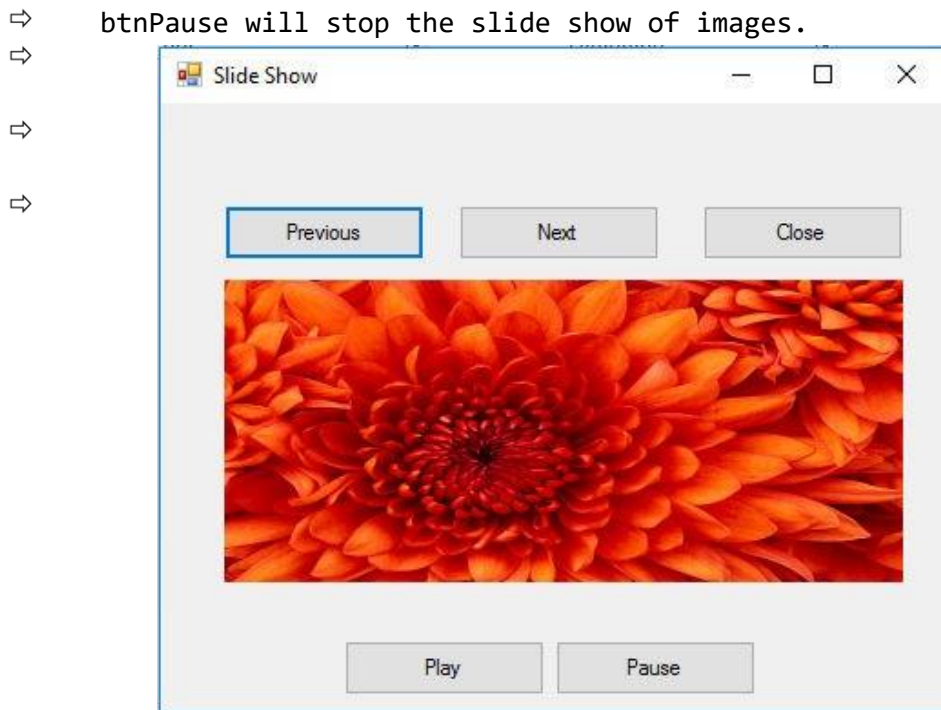 ⇨ btnPause will stop the slide show of images.
⇨
Slide Show
⇨
⇨
Previous Next Close
Play Pause